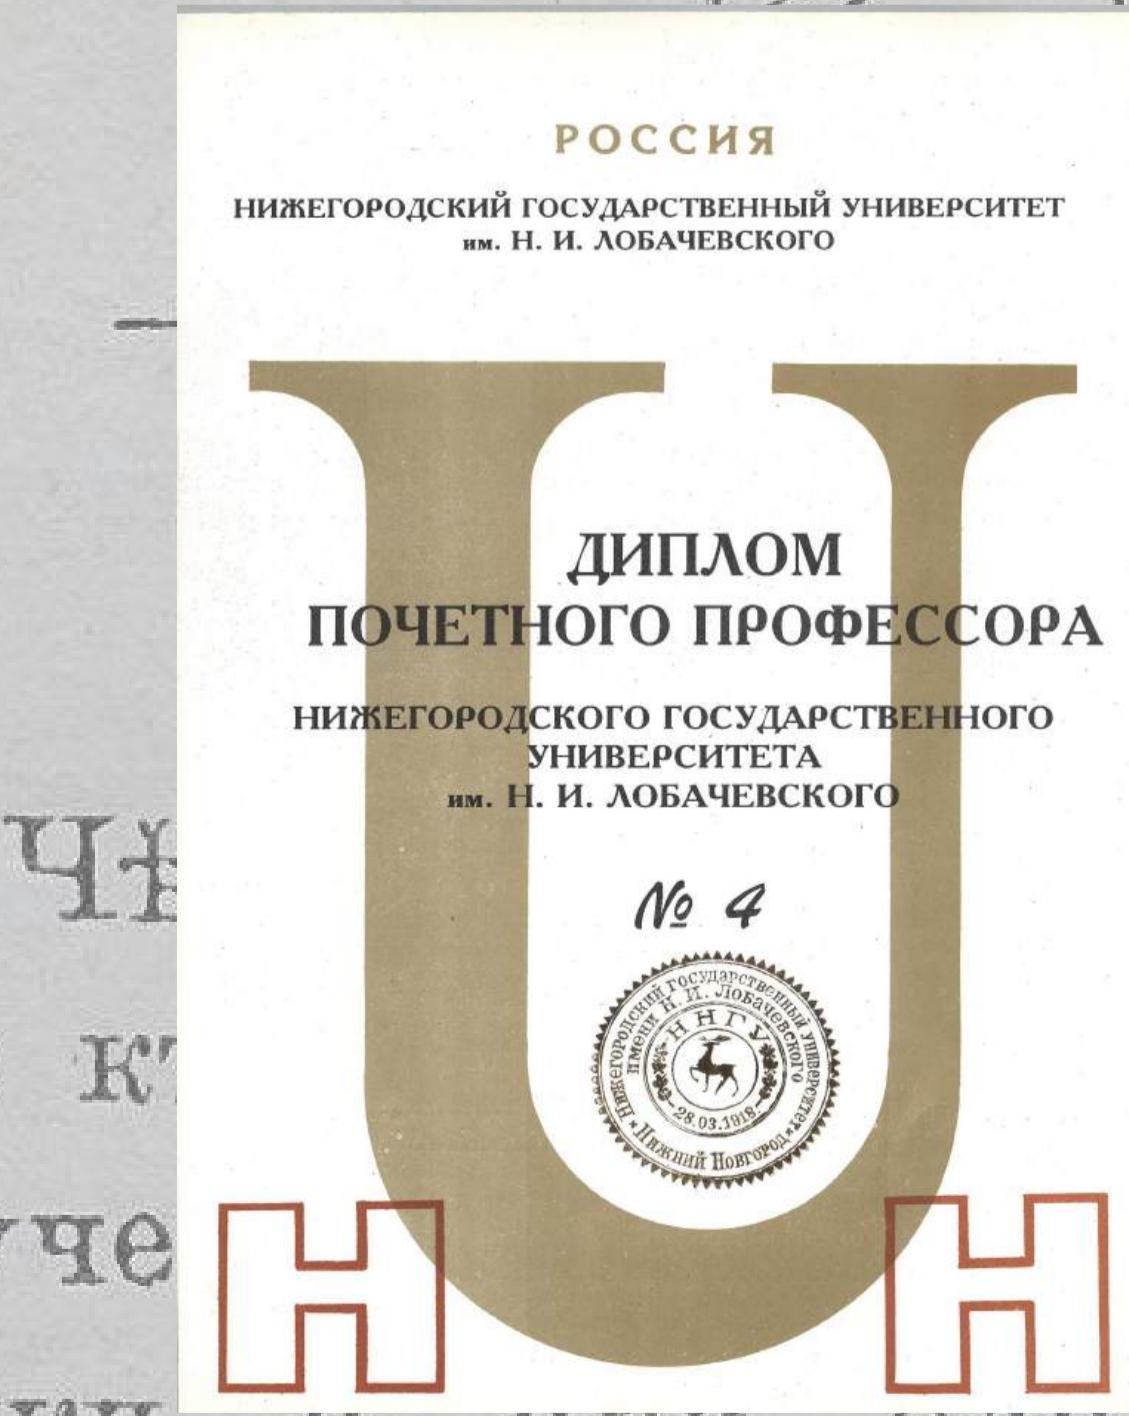 РОССИЯ
НИЖЕГОРОДСКИЙ ГОСУДАРСТВЕННЫЙ УНИВЕРСИТЕТ
им. Н. И. ЛОБАЧЕВСКОГО
ДИПЛОМ
ПОЧЕТНОГО ПРОФЕССОРА
НИЖЕГОРОДСКОГО ГОСУДАРСТВЕННОГО
УНИВЕРСИТЕТА
им. Н. И. ЛОБАЧЕВСКОГО
№ 4
Нижегородский государственный университет
имени Н. И. Лобачевского
ННГУ
28.03.1918.
* Нижний Новгород *
Н Н